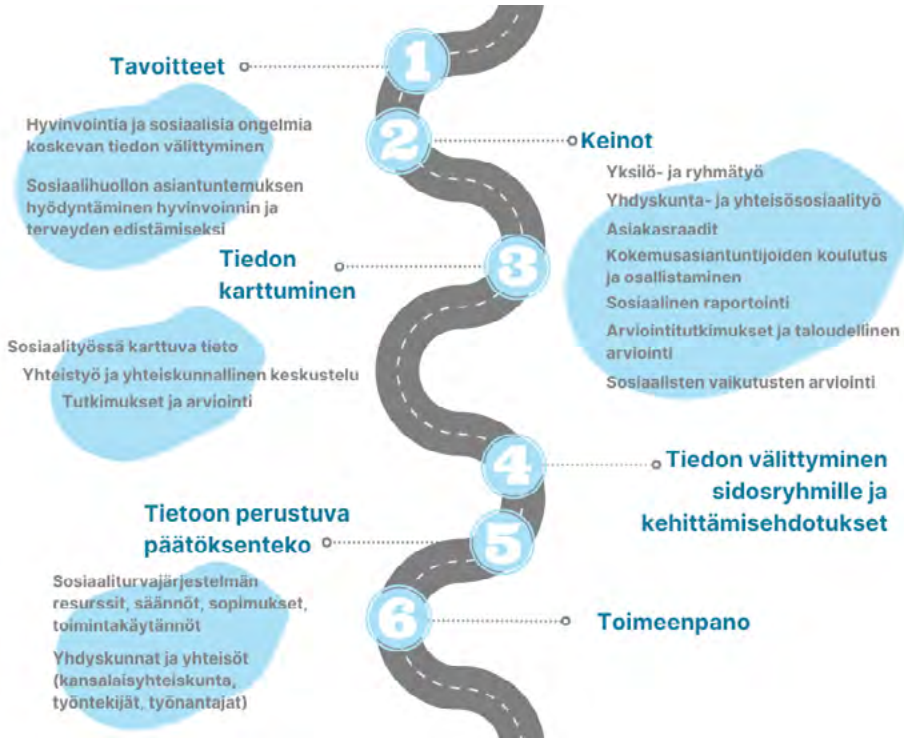 1
Tavoitteet
Hyvinvointia ja sosiaalisia ongelmia
koskevan tiedon välittyminen
Sosiaalihuollon asiantuntemuksen
hyödyntäminen hyvinvoinnin ja
terveyden edistämiseksi
2
Keinot
Yksilö- ja ryhmätyö
Yhdyskunta- ja yhteisösosiaalityö
Asiakasraadit
Kokemusasiantuntijoiden koulutus
ja osallistaminen
Sosiaalinen raportointi
Arviointitutkimukset ja taloudellinen
arviointi
Sosiaalisten vaikutusten arviointi
3
Tiedon
karttuminen
Sosiaalityössä karttuva tieto
Yhteistyö ja yhteiskunnallinen keskustelu
Tutkimukset ja arviointi
4
Tiedon välittyminen
sidosryhmille ja
kehittämisehdotukset
5
Tietoon perustuva
päätöksenteko
Sosiaaliturvajärjestelmän
resurssit, säännöt, sopimukset,
toimintakäytännöt
Yhdyskunnat ja yhteisöt
(kansalaisyhteiskunta,
työntekijät, työnantajat)
6
Toimeenpano